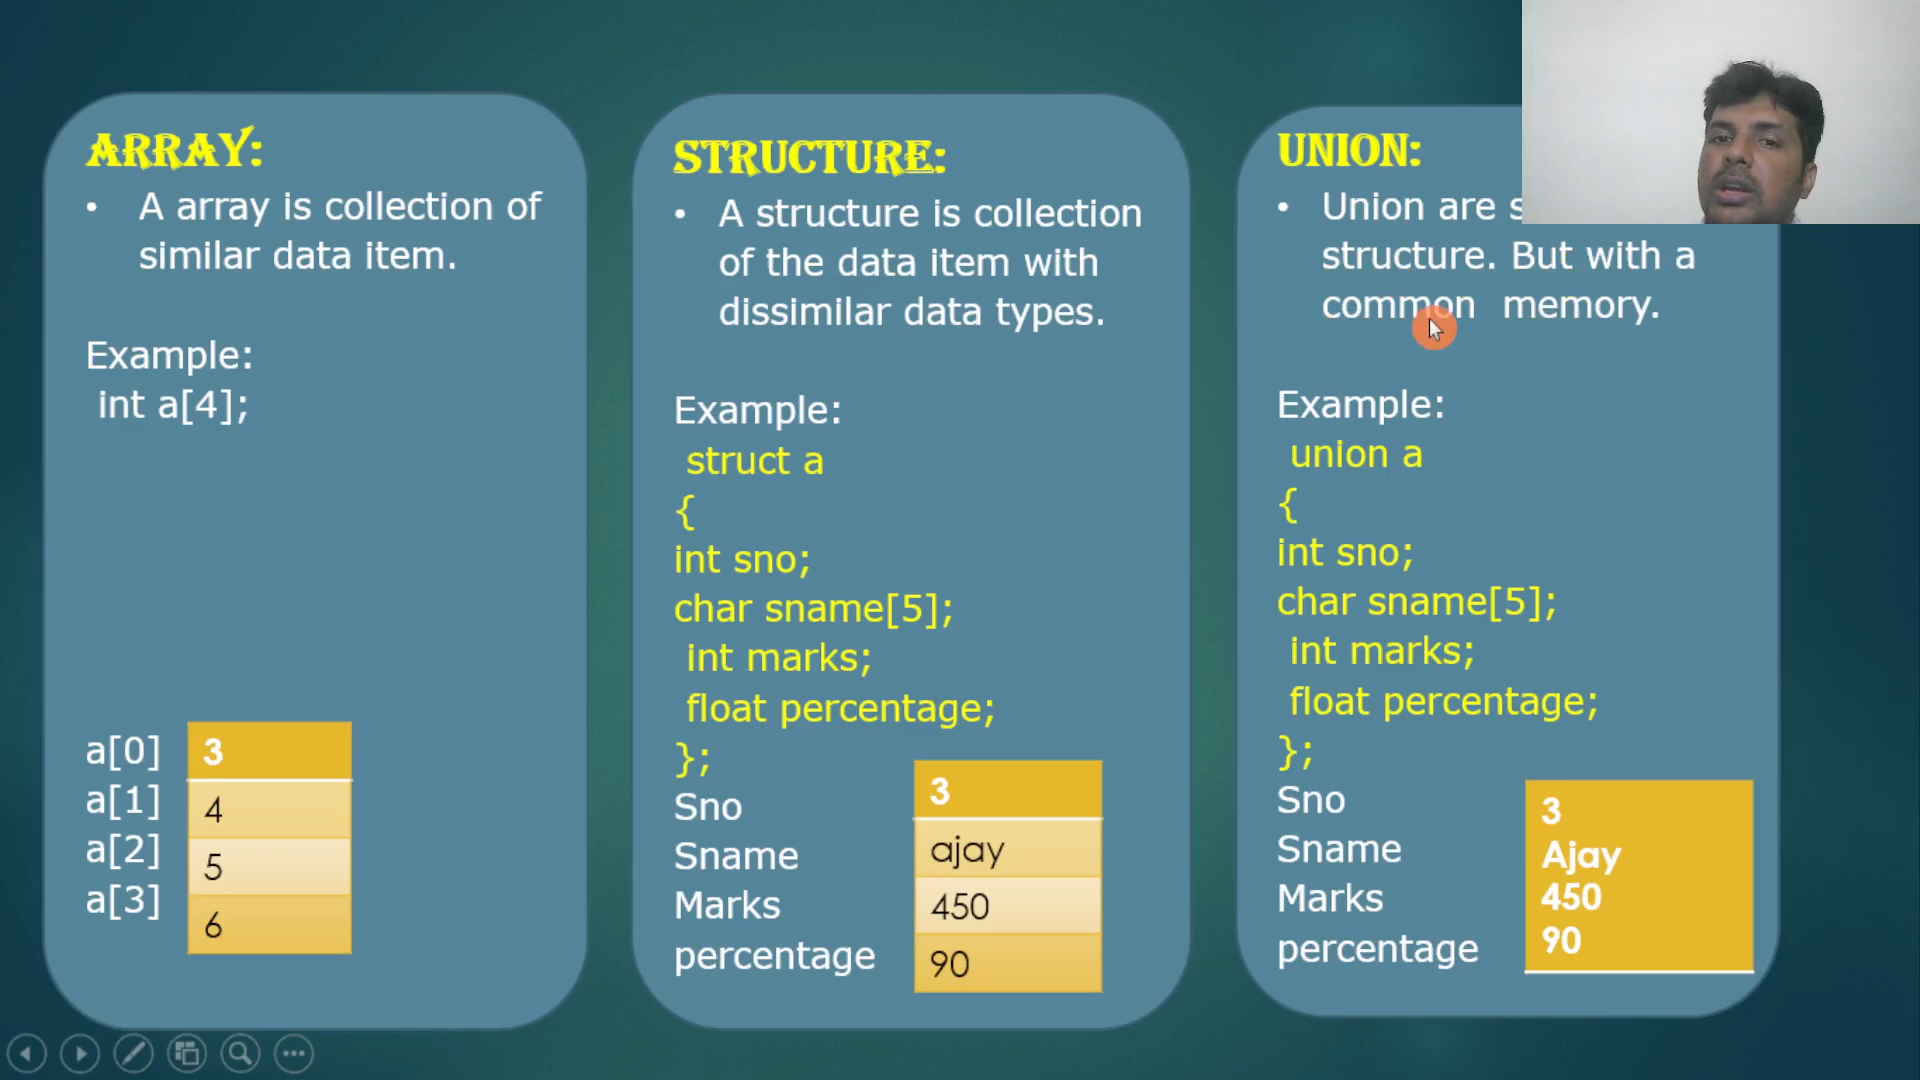 ARRAY:
• A array is collection of
similar data item.
Example:
int a[4];
a[0] 3
a[1] 4
a[2] 5
a[3] 6
STRUCTURE:
• A structure is collection
of the data item with
dissimilar data types.
Example:
struct a
{
int sno;
char sname[5];
int marks;
float percentage;
};
Sno 3
Sname ajay
Marks 450
percentage 90
UNION:
• Union are
structure. But with a
common memory.
Example:
union a
{
int sno;
char sname[5];
int marks;
float percentage;
};
Sno 3
Sname Ajay
Marks 450
percentage 90